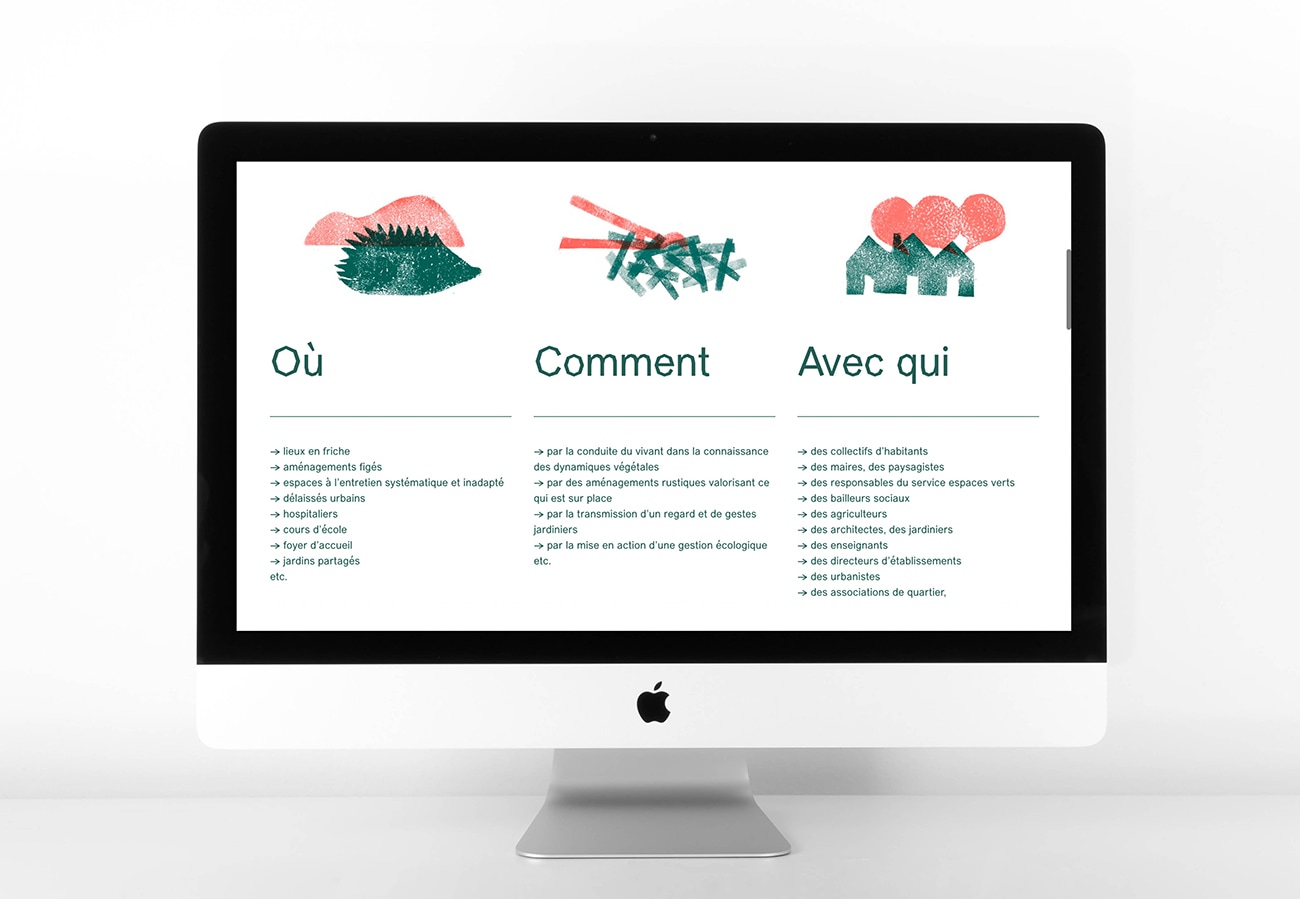 Où
→ lieux en friche
→ aménagements figés
→ espaces à l'entretien systématique et inadapté
→ délaissés urbains
→ hospitaliers
→ cours d'école
→ foyer d'accueil
→ jardins partagés
etc.
Comment
→ par la conduite du vivant dans la connaissance
des dynamiques végétales
→ par des aménagements rustiques valorisant ce
qui est sur place
→ par la transmission d'un regard et de gestes
jardiniers
→ par la mise en action d'une gestion écologique
etc.
Avec qui
→ des collectifs d'habitants
→ des maires, des paysagistes
→ des responsables du service espaces verts
→ des bailleurs sociaux
→ des agriculteurs
→ des architectes, des jardiniers
→ des enseignants
→ des directeurs d'établissements
→ des urbanistes
→ des associations de quartier,